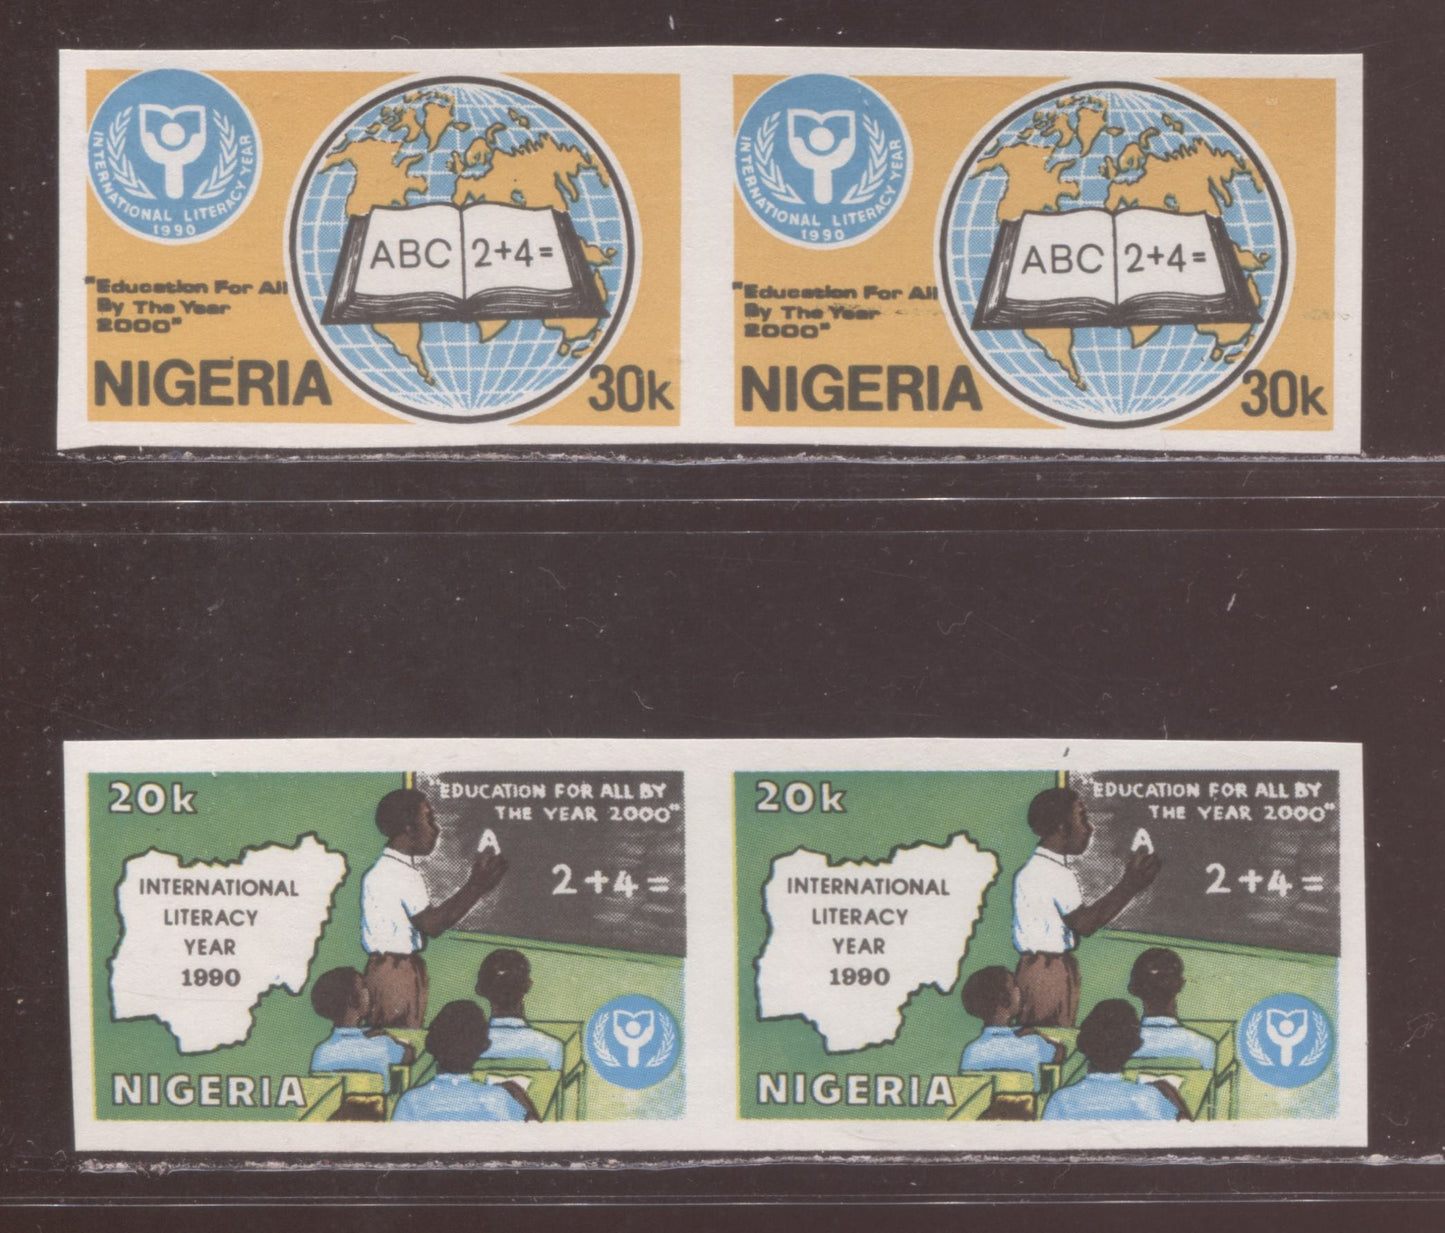 INTERNATIONAL LITERACY YEAR
1990
ABC 2+4=
"Education For All
By The Year
2000"
NIGERIA 30k
INTERNATIONAL LITERACY YEAR
1990
ABC 2+4=
"Education For All
By The Year
2000"
NIGERIA 30k
20k
"EDUCATION FOR ALL BY
THE YEAR 2000"
A
2+4=
INTERNATIONAL
LITERACY
YEAR
1990
NIGERIA
20k
"EDUCATION FOR ALL BY
THE YEAR 2000"
A
2+4=
INTERNATIONAL
LITERACY
YEAR
1990
NIGERIA